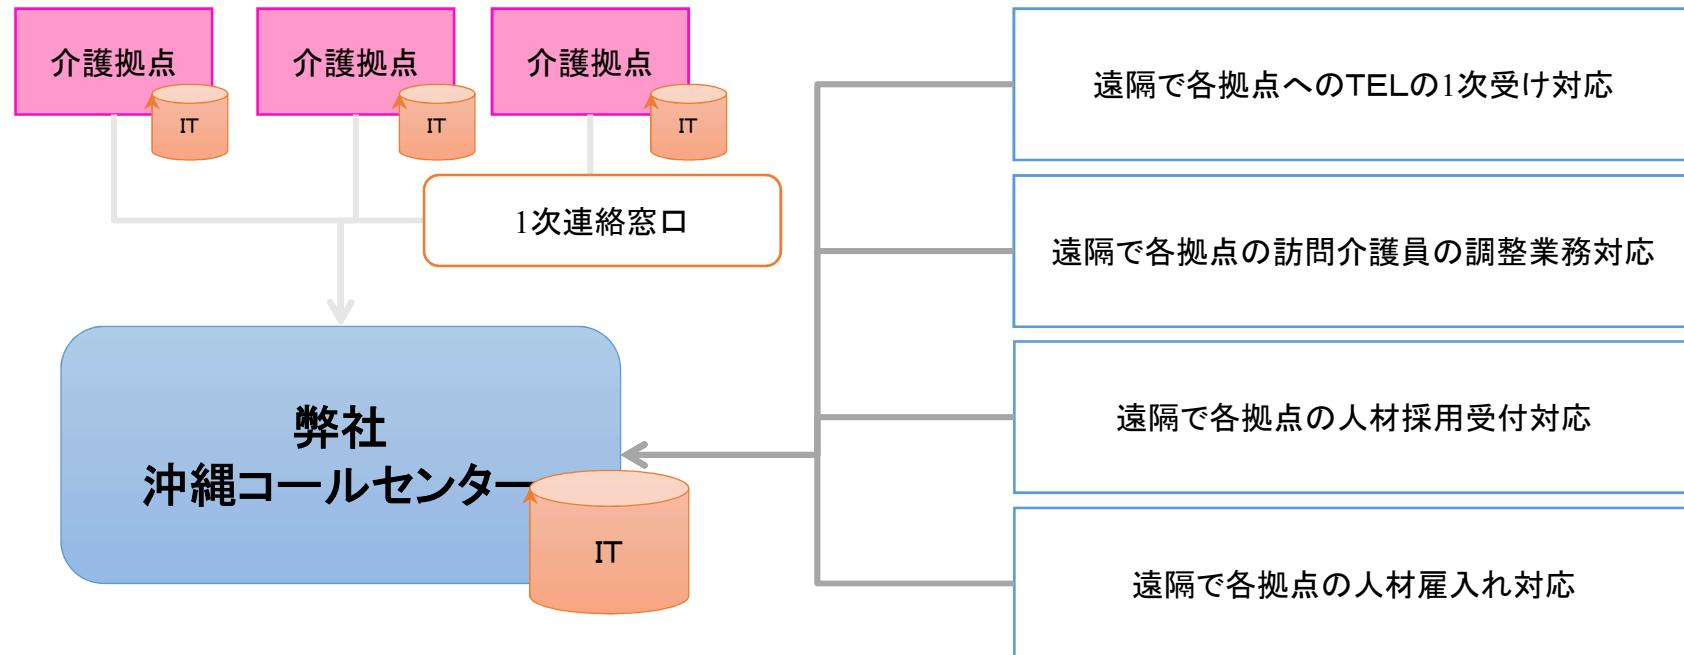 介護拠点
介護拠点
介護拠点
IT
IT
IT
1次連絡窓口
弊社
沖縄コールセンター
IT
遠隔で各拠点へのTELの1次受け対応
遠隔で各拠点の訪問介護員の調整業務対応
遠隔で各拠点の人材採用受付対応
遠隔で各拠点の人材雇入れ対応